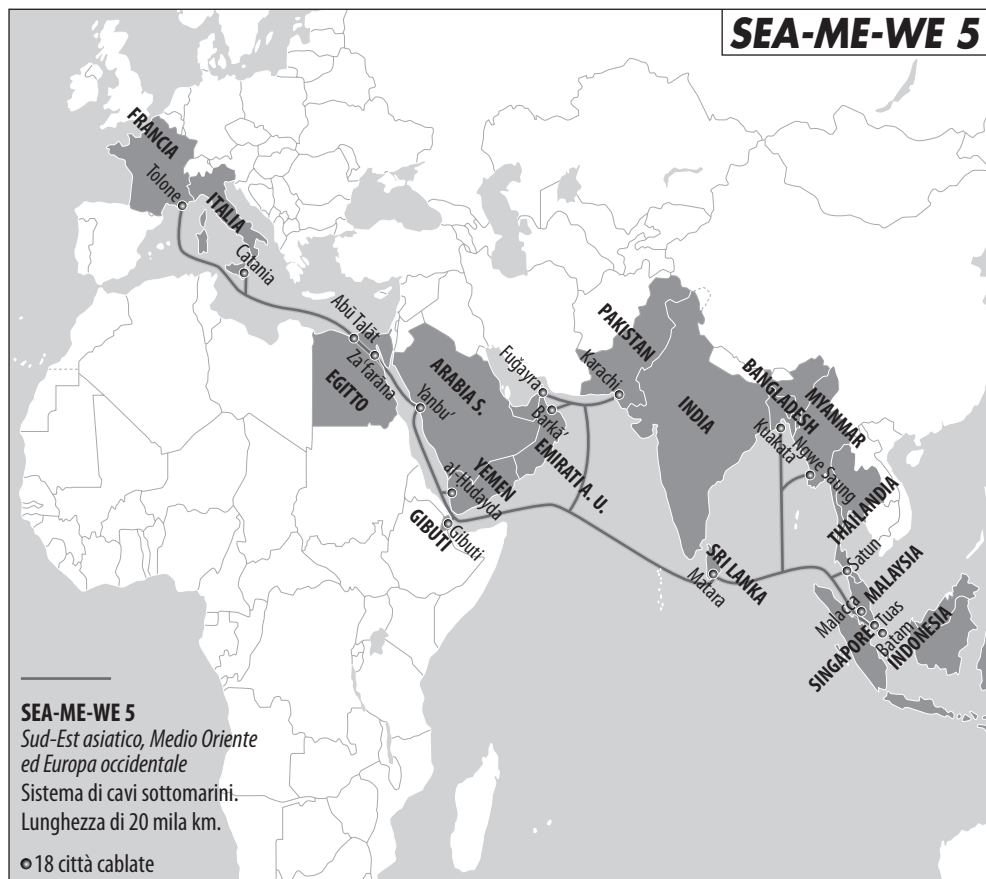 SEA-ME-WE 5
FRANCIA
Tolone
ITALIA
Catania
Abū Talāt
Za'farāna
EGITTO
ARABIA S.
Yanbu'
YEMEN
al-Hudayda
GIBUTI
Gibuti
Fuǧayra
Barka'
EMIRATI A. U.
PAKISTAN
Karachi
INDIA
BANGLADESH
Kuakata
MYANMAR
Ngwe Saung
THAILANDIA
Satun
SRI LANKA
Matara
MALAYSIA
Malacca
Tuas
SINGAPORE
Batam
INDONESIA
SEA-ME-WE 5
Sud-Est asiatico, Medio Oriente
ed Europa occidentale
Sistema di cavi sottomarini.
Lunghezza di 20 mila km.
18 città cablate